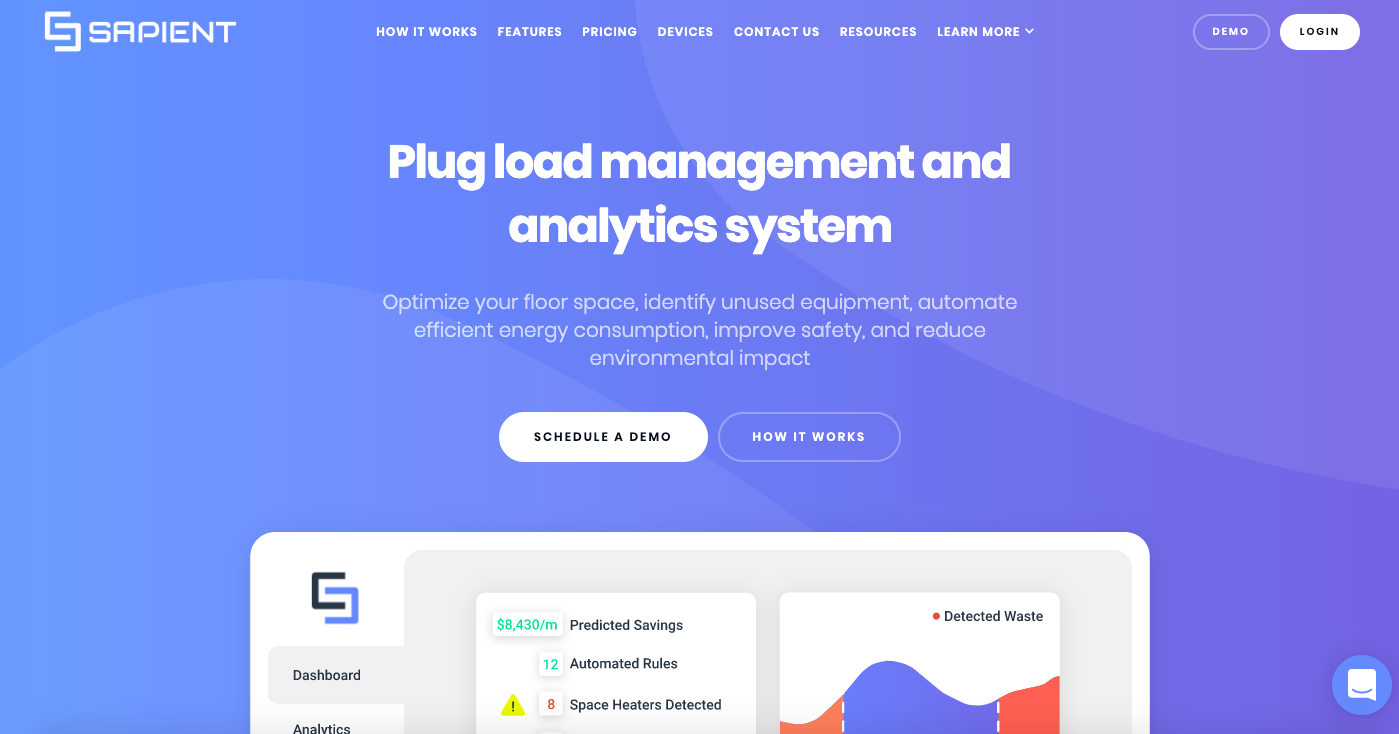 SAPIENT
HOW IT WORKS FEATURES PRICING DEVICES CONTACT US RESOURCES LEARN MORE
DEMO LOGIN
Plug load management and
analytics system
Optimize your floor space, identify unused equipment, automate
efficient energy consumption, improve safety, and reduce
environmental impact
SCHEDULE A DEMO HOW IT WORKS
Dashboard
Analytics
$8,430/m Predicted Savings
12 Automated Rules
! 8 Space Heaters Detected
Detected Waste